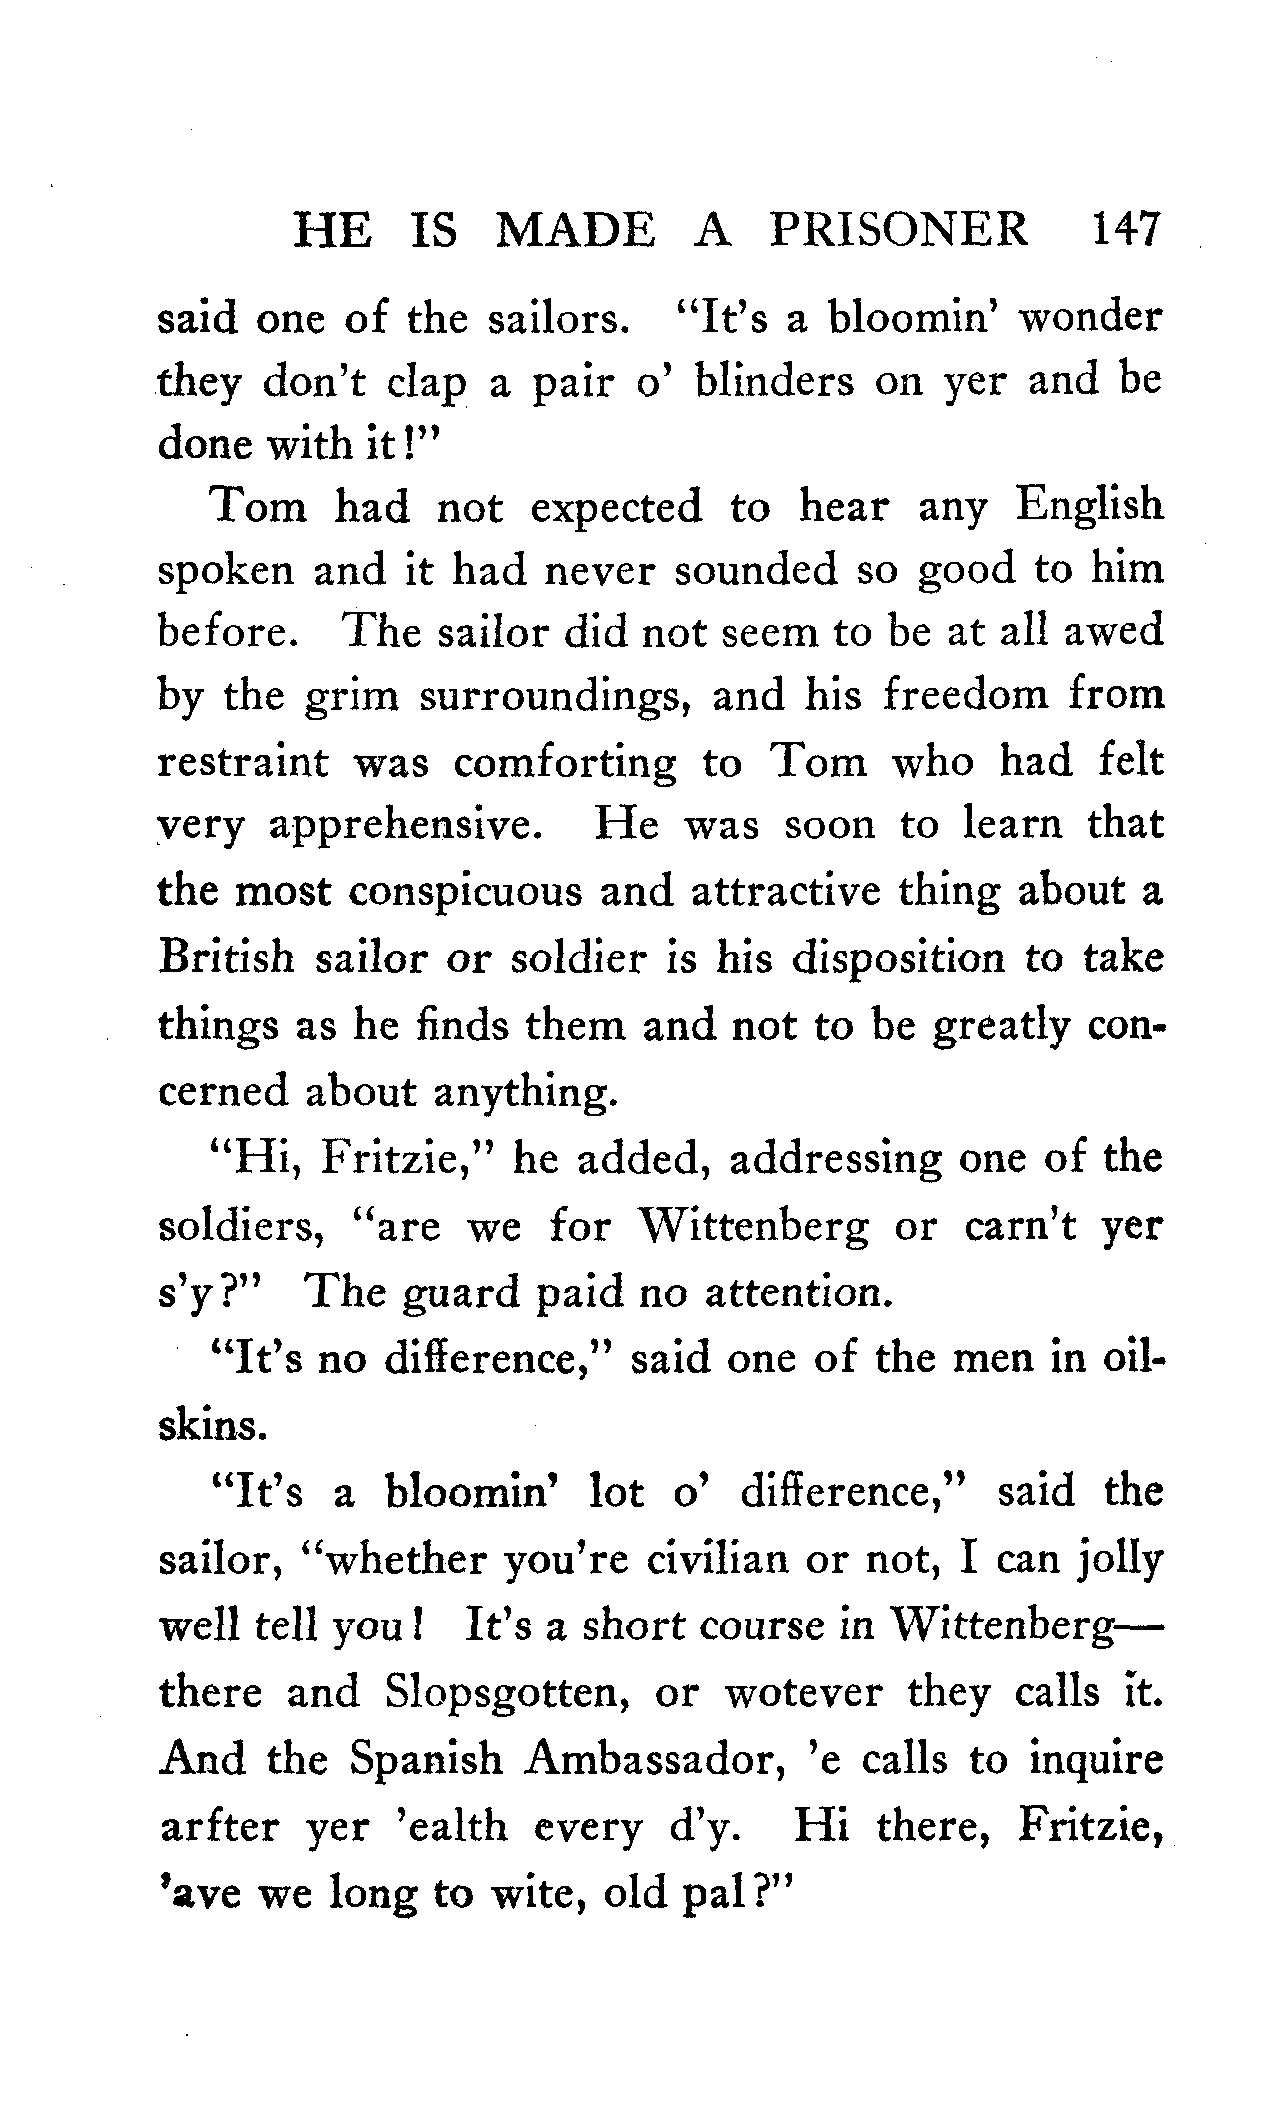 HE IS MADE A PRISONER 147
said one of the sailors. "It's a bloomin' wonder
they don't clap a pair o' blinders on yer and be
done with it!"
Tom had not expected to hear any English
spoken and it had never sounded so good to him
before. The sailor did not seem to be at all awed
by the grim surroundings, and his freedom from
restraint was comforting to Tom who had felt
very apprehensive. He was soon to learn that
the most conspicuous and attractive thing about a
British sailor or soldier is his disposition to take
things as he finds them and not to be greatly con-
cerned about anything.
"Hi, Fritzie," he added, addressing one of the
soldiers, "are we for Wittenberg or carn't yer
s'y?" The guard paid no attention.
"It's no difference," said one of the men in oil-
skins.
"It's a bloomin' lot o' difference," said the
sailor, "whether you're civilian or not, I can jolly
well tell you! It's a short course in Wittenberg—
there and Slopsgotten, or wotever they calls it.
And the Spanish Ambassador, 'e calls to inquire
arfter yer 'ealth every d'y. Hi there, Fritzie,
'ave we long to wite, old pal?"